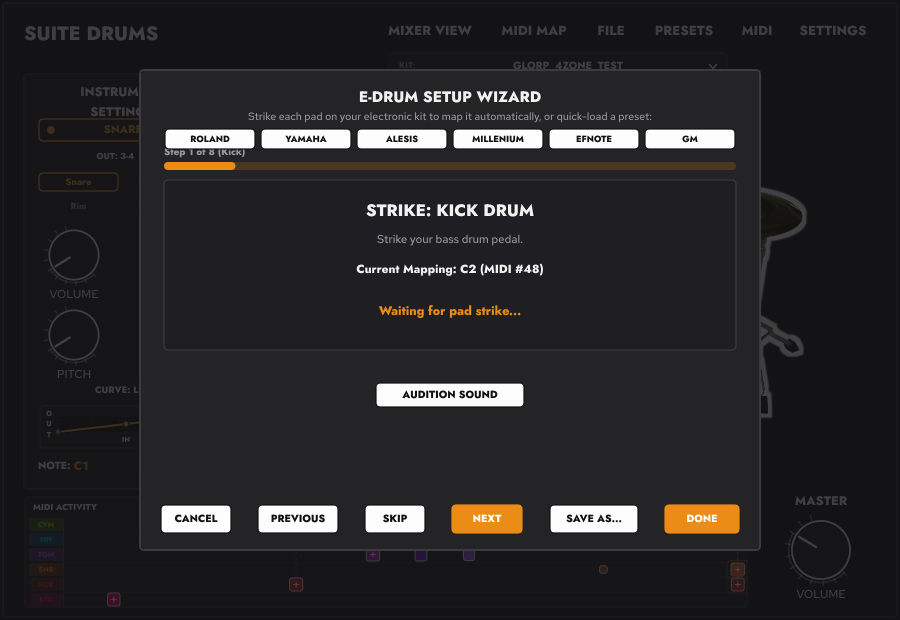 SUITE DRUMS
MIXER VIEW MIDI MAP FILE PRESETS MIDI SETTINGS
KIT: GLORP_4ZONE_TEST
INSTRUM
SETTING
SNAR
OUT: 3-4
Snare
Rim
VOLUME
PITCH
CURVE: L
OUT
IN
NOTE: C1
E-DRUM SETUP WIZARD
Strike each pad on your electronic kit to map it automatically, or quick-load a preset:
ROLAND YAMAHA ALESIS MILLENIUM EFNOTE GM
Step 1 of 8 (Kick)
STRIKE: KICK DRUM
Strike your bass drum pedal.
Current Mapping: C2 (MIDI #48)
Waiting for pad strike...
AUDITION SOUND
CANCEL PREVIOUS SKIP NEXT SAVE AS... DONE
MIDI ACTIVITY
CYM
HH
TOM
SNR
KICK
MASTER
VOLUME